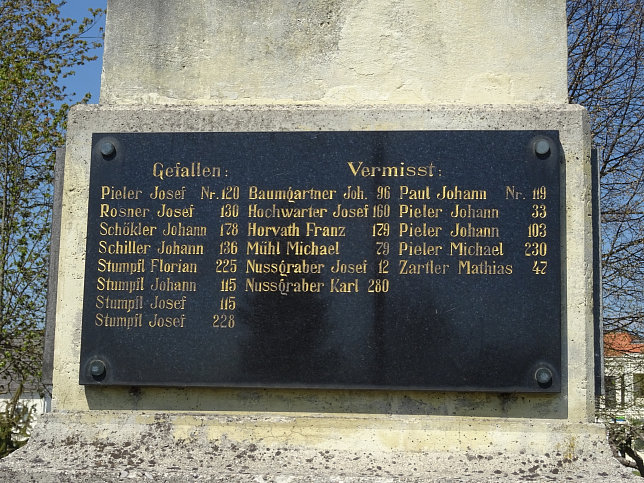 Gefallen:
Pieler Josef Nr. 120
Rosner Josef 130
Schökler Johann 178
Schiller Johann 136
Stumpfl Florian 225
Stumpfl Johann 115
Stumpfl Josef 115
Stumpfl Josef 228
Vermisst:
Baumgartner Joh. 96
Hochwarter Josef 160
Horvath Franz 179
Mühl Michael 79
Nussgraber Josef 12
Nussgraber Karl 280
Paul Johann Nr. 119
Pieler Johann 33
Pieler Johann 103
Pieler Michael 230
Zartler Mathias 47